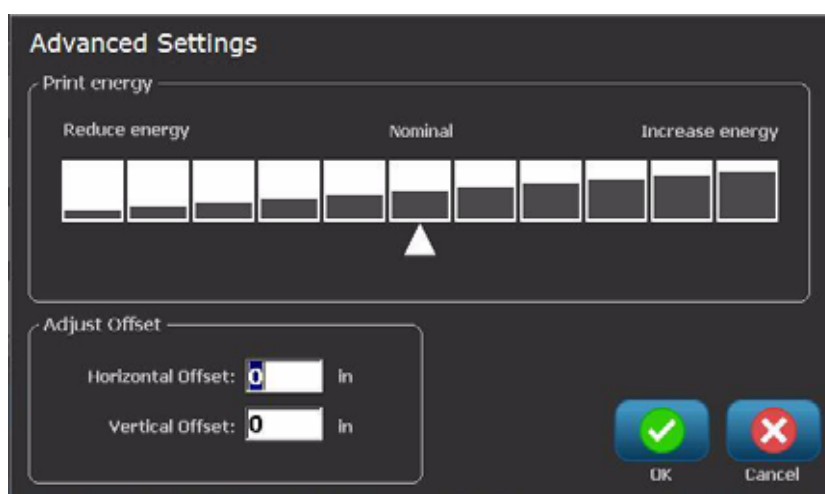 Advanced Settings
Print energy
Reduce energy Nominal Increase energy
Adjust Offset
Horizontal Offset: 0 in
Vertical Offset: 0 in
OK Cancel